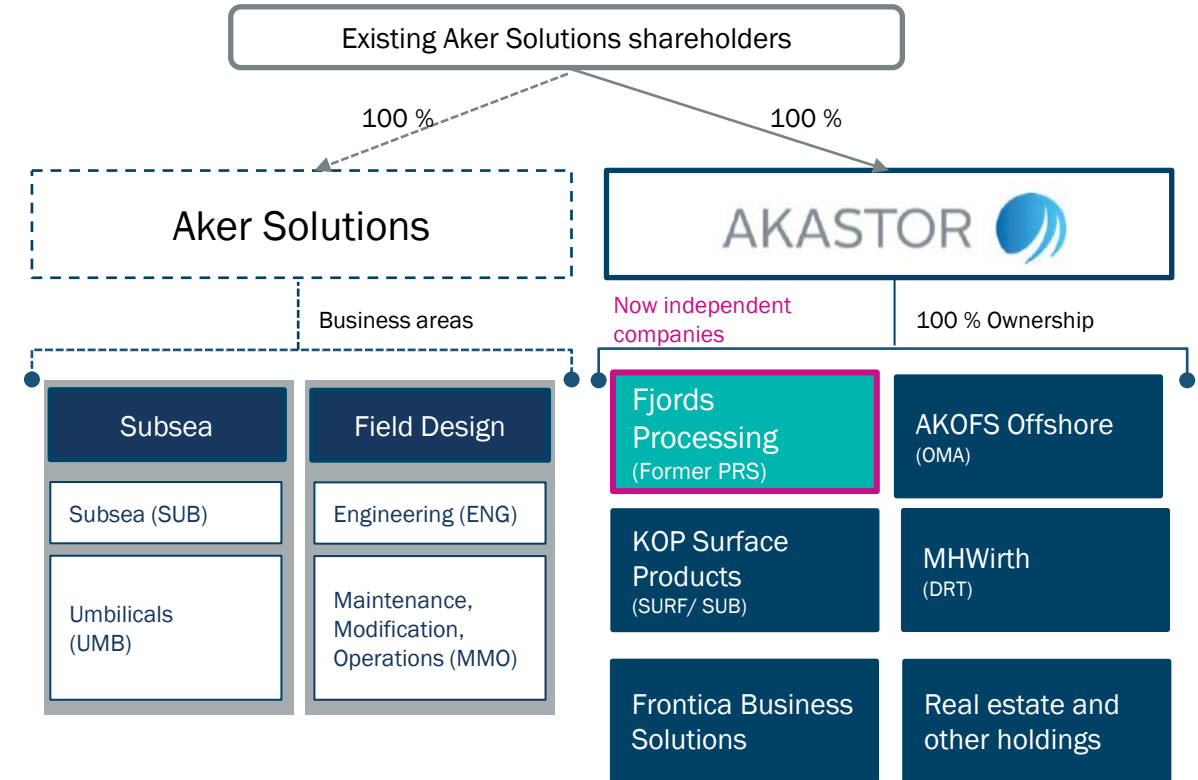 Existing Aker Solutions shareholders
100 %
100 %
Aker Solutions
AKASTOR
Business areas
Now independent
companies
100 % Ownership
Subsea
Field Design
Subsea (SUB)
Engineering (ENG)
Umbilicals
(UMB)
Maintenance,
Modification,
Operations (MMO)
Fjords
Processing
(Former PRS)
AKOFS Offshore
(OMA)
KOP Surface
Products
(SURF/ SUB)
MHWirth
(DRT)
Frontica Business
Solutions
Real estate and
other holdings